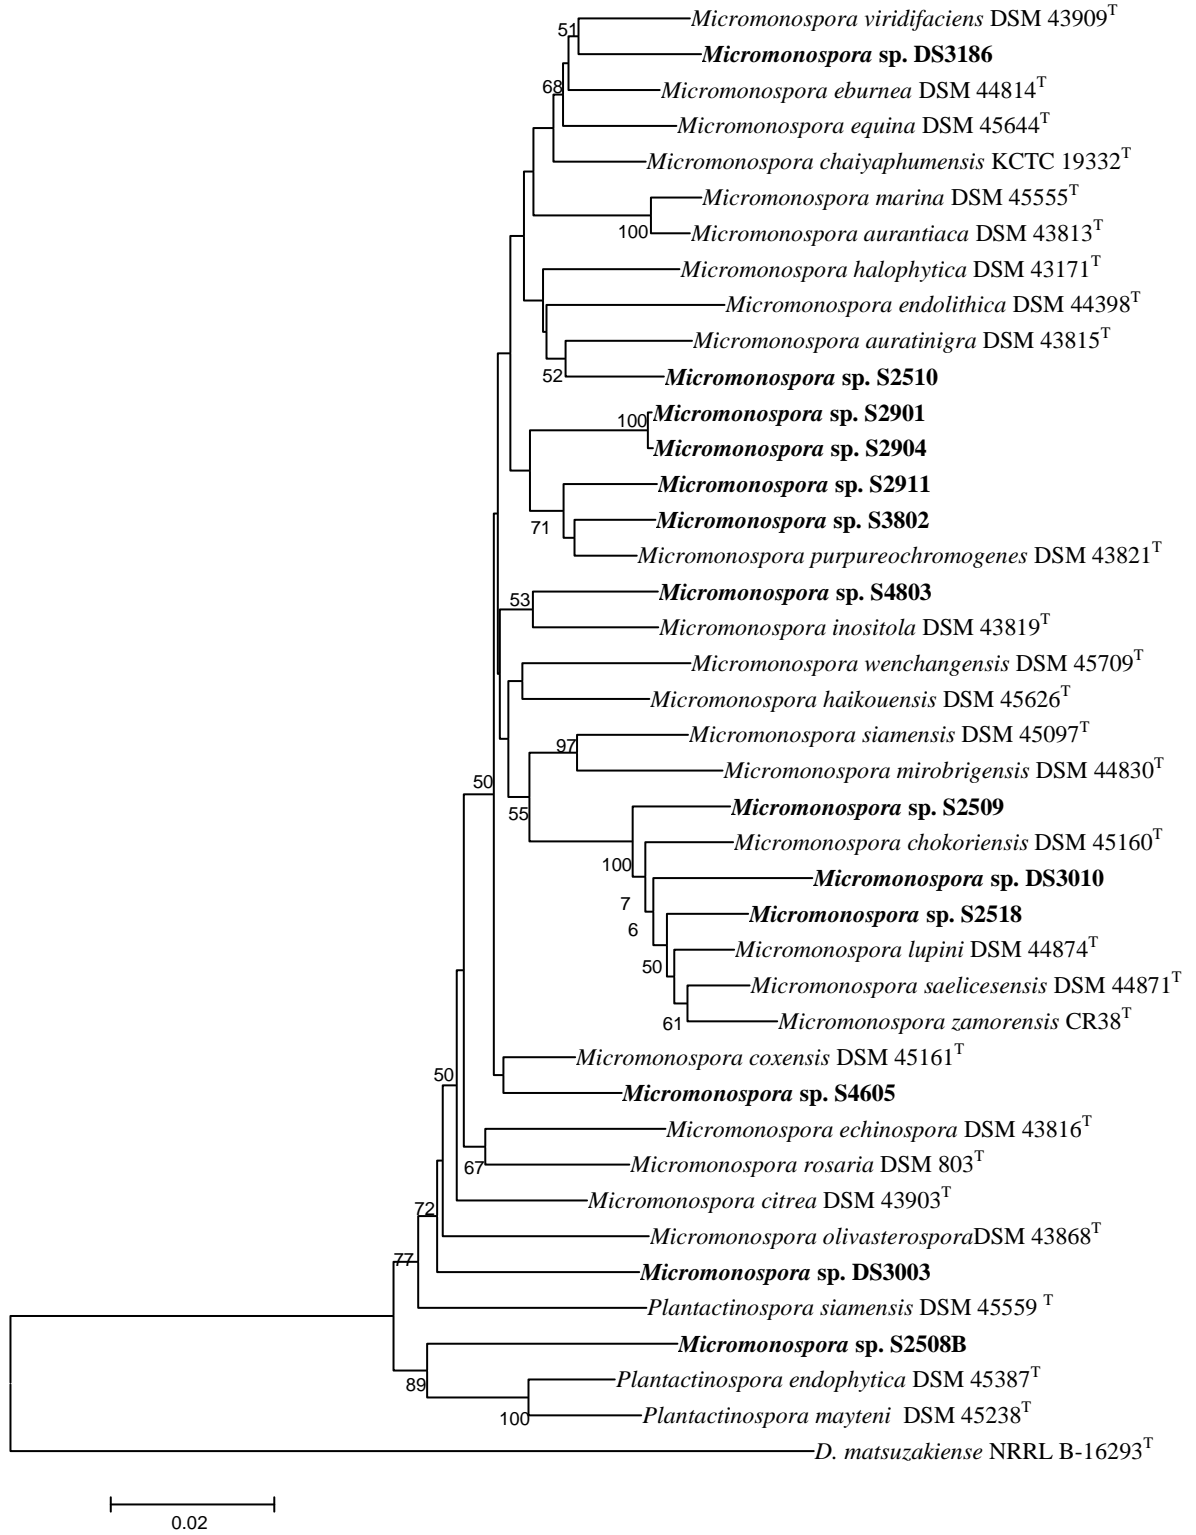 51
Micromonospora viridifaciens DSM 43909T
Micromonospora sp. DS3186
68
Micromonospora eburnea DSM 44814T
Micromonospora equina DSM 45644T
Micromonospora chaiyaphumensis KCTC 19332T
Micromonospora marina DSM 45555T
100
Micromonospora aurantiaca DSM 43813T
Micromonospora halophytica DSM 43171T
Micromonospora endolithica DSM 44398T
Micromonospora auratinigra DSM 43815T
52
Micromonospora sp. S2510
100
Micromonospora sp. S2901
Micromonospora sp. S2904
Micromonospora sp. S2911
71
Micromonospora sp. S3802
Micromonospora purpureochromogenes DSM 43821T
53
Micromonospora sp. S4803
Micromonospora inositola DSM 43819T
Micromonospora wenchangensis DSM 45709T
Micromonospora haikouensis DSM 45626T
Micromonospora siamensis DSM 45097T
97
Micromonospora mirobrigensis DSM 44830T
50
55
Micromonospora sp. S2509
Micromonospora chokoriensis DSM 45160T
100
Micromonospora sp. DS3010
7
Micromonospora sp. S2518
6
Micromonospora lupini DSM 44874T
50
Micromonospora saelicesensis DSM 44871T
61
Micromonospora zamorensis CR38T
Micromonospora coxensis DSM 45161T
50
Micromonospora sp. S4605
Micromonospora echinospora DSM 43816T
67
Micromonospora rosaria DSM 803T
Micromonospora citrea DSM 43903T
72
Micromonospora olivasterosporaDSM 43868T
77
Micromonospora sp. DS3003
Plantactinospora siamensis DSM 45559 T
Micromonospora sp. S2508B
89
Plantactinospora endophytica DSM 45387T
100
Plantactinospora mayteni DSM 45238T
D. matsuzakiense NRRL B-16293T
0.02